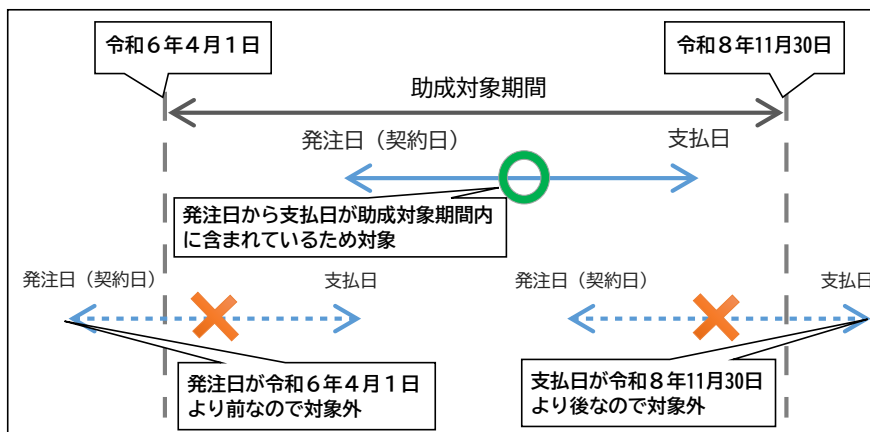 令和６年４月１日
令和８年11月30日
助成対象期間
発注日（契約日）
支払日
発注日から支払日が助成対象期間内
に含まれているため対象
発注日（契約日）
支払日
発注日（契約日）
支払日
発注日が令和６年４月１日
より前なので対象外
支払日が令和８年11月30日
より後なので対象外